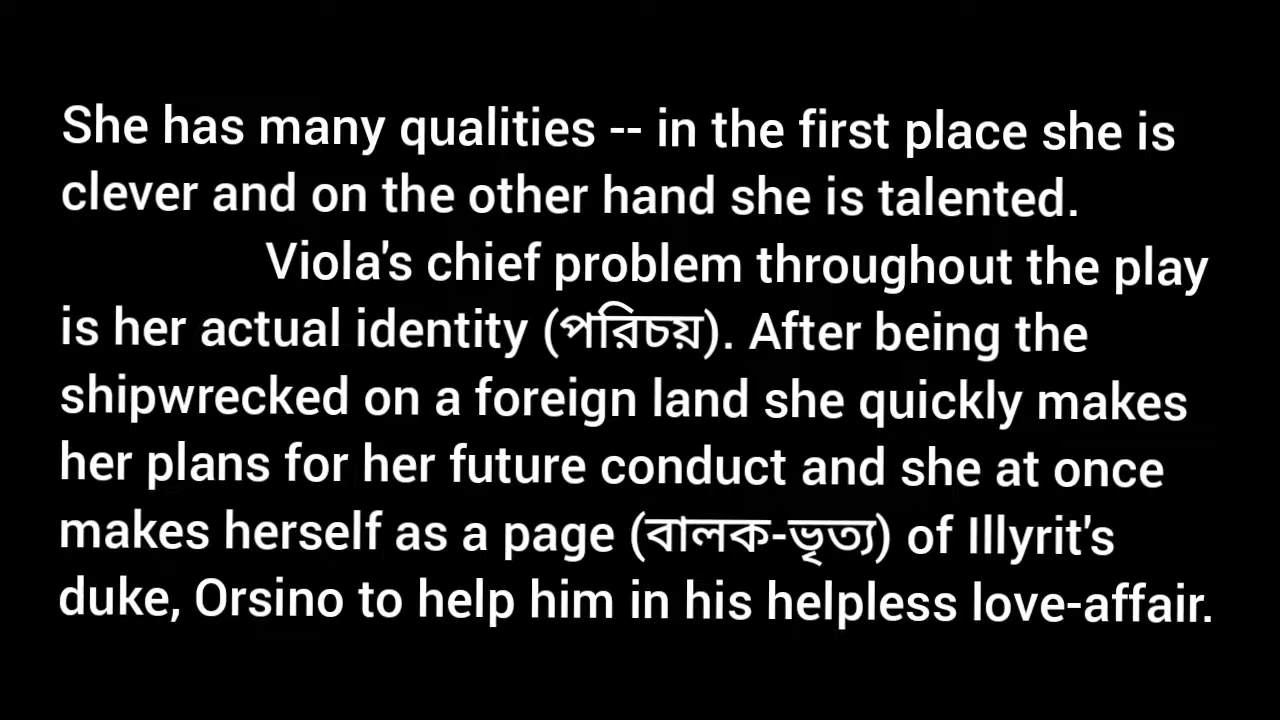 She has many qualities -- in the first place she is
clever and on the other hand she is talented.
Viola's chief problem throughout the play
is her actual identity (পরিচয়). After being the
shipwrecked on a foreign land she quickly makes
her plans for her future conduct and she at once
makes herself as a page (বালক-ভৃত্য) of Illyrit's
duke, Orsino to help him in his helpless love-affair.